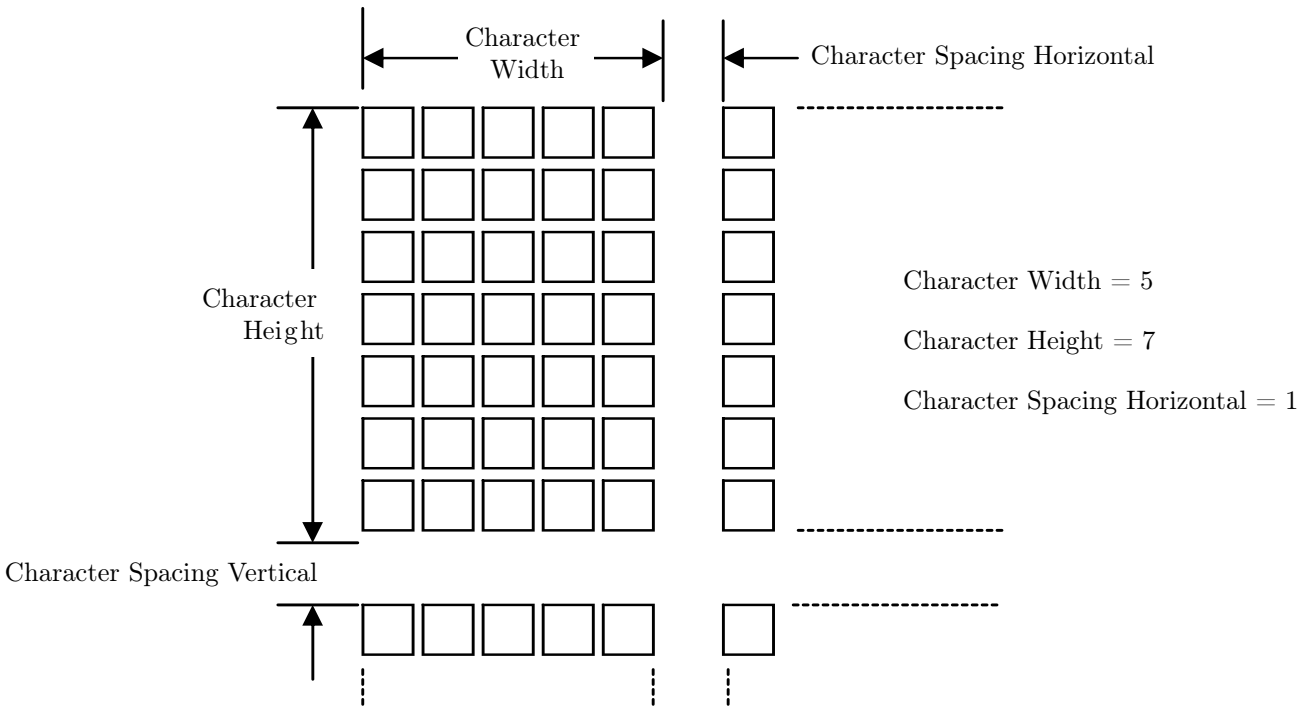 Character
Width
Character Spacing Horizontal
Character
Height
Character Width = 5
Character Height = 7
Character Spacing Horizontal = 1
Character Spacing Vertical